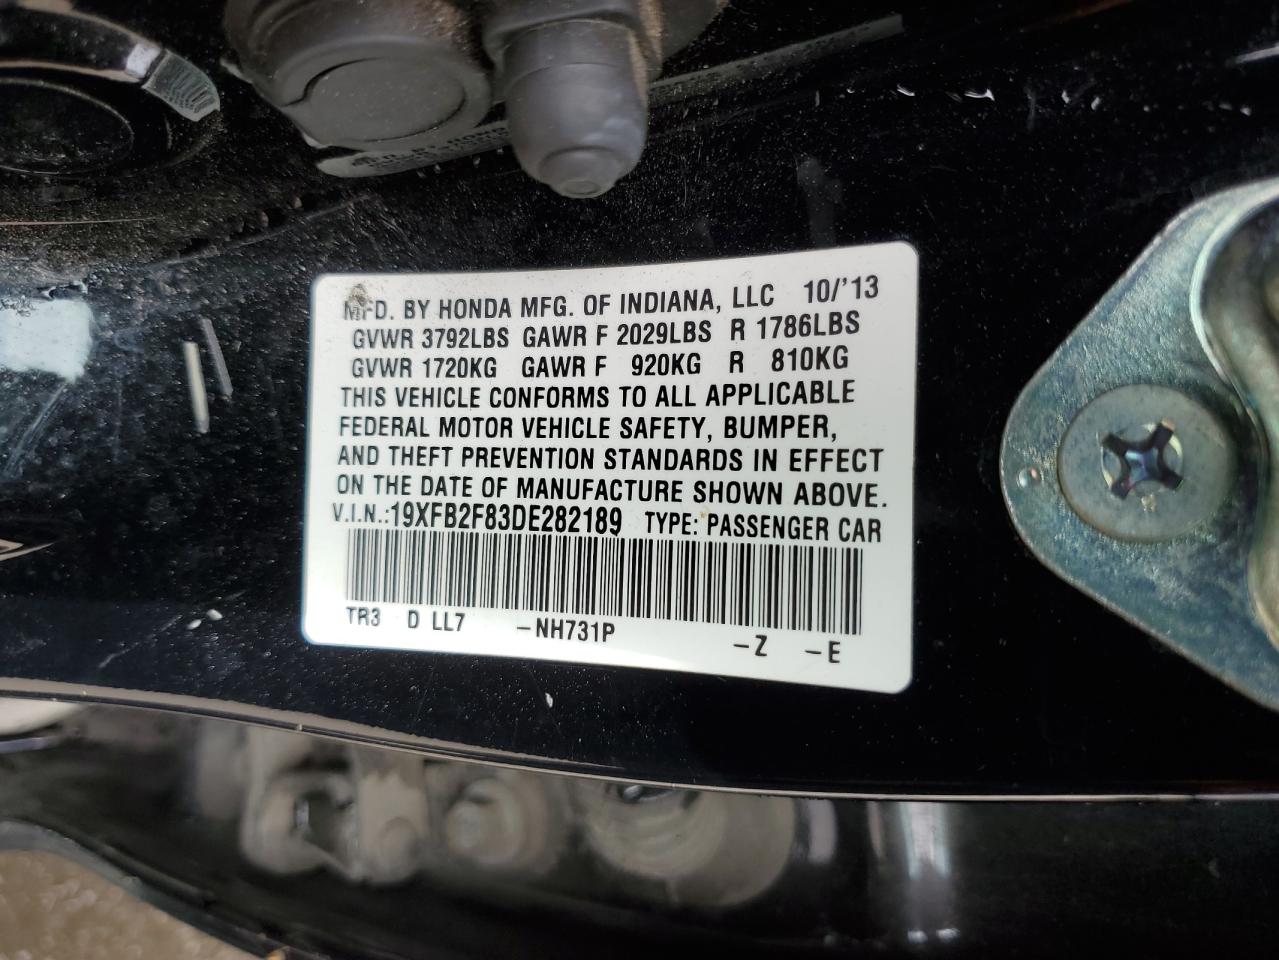 MFD. BY HONDA MFG. OF INDIANA, LLC 10/'13
GVWR 3792LBS GAWR F 2029LBS R 1786LBS
GVWR 1720KG GAWR F 920KG R 810KG
THIS VEHICLE CONFORMS TO ALL APPLICABLE
FEDERAL MOTOR VEHICLE SAFETY, BUMPER,
AND THEFT PREVENTION STANDARDS IN EFFECT
ON THE DATE OF MANUFACTURE SHOWN ABOVE.
V.I.N.:19XFB2F83DE282189 TYPE: PASSENGER CAR
TR3 D LL7 -NH731P -Z -E